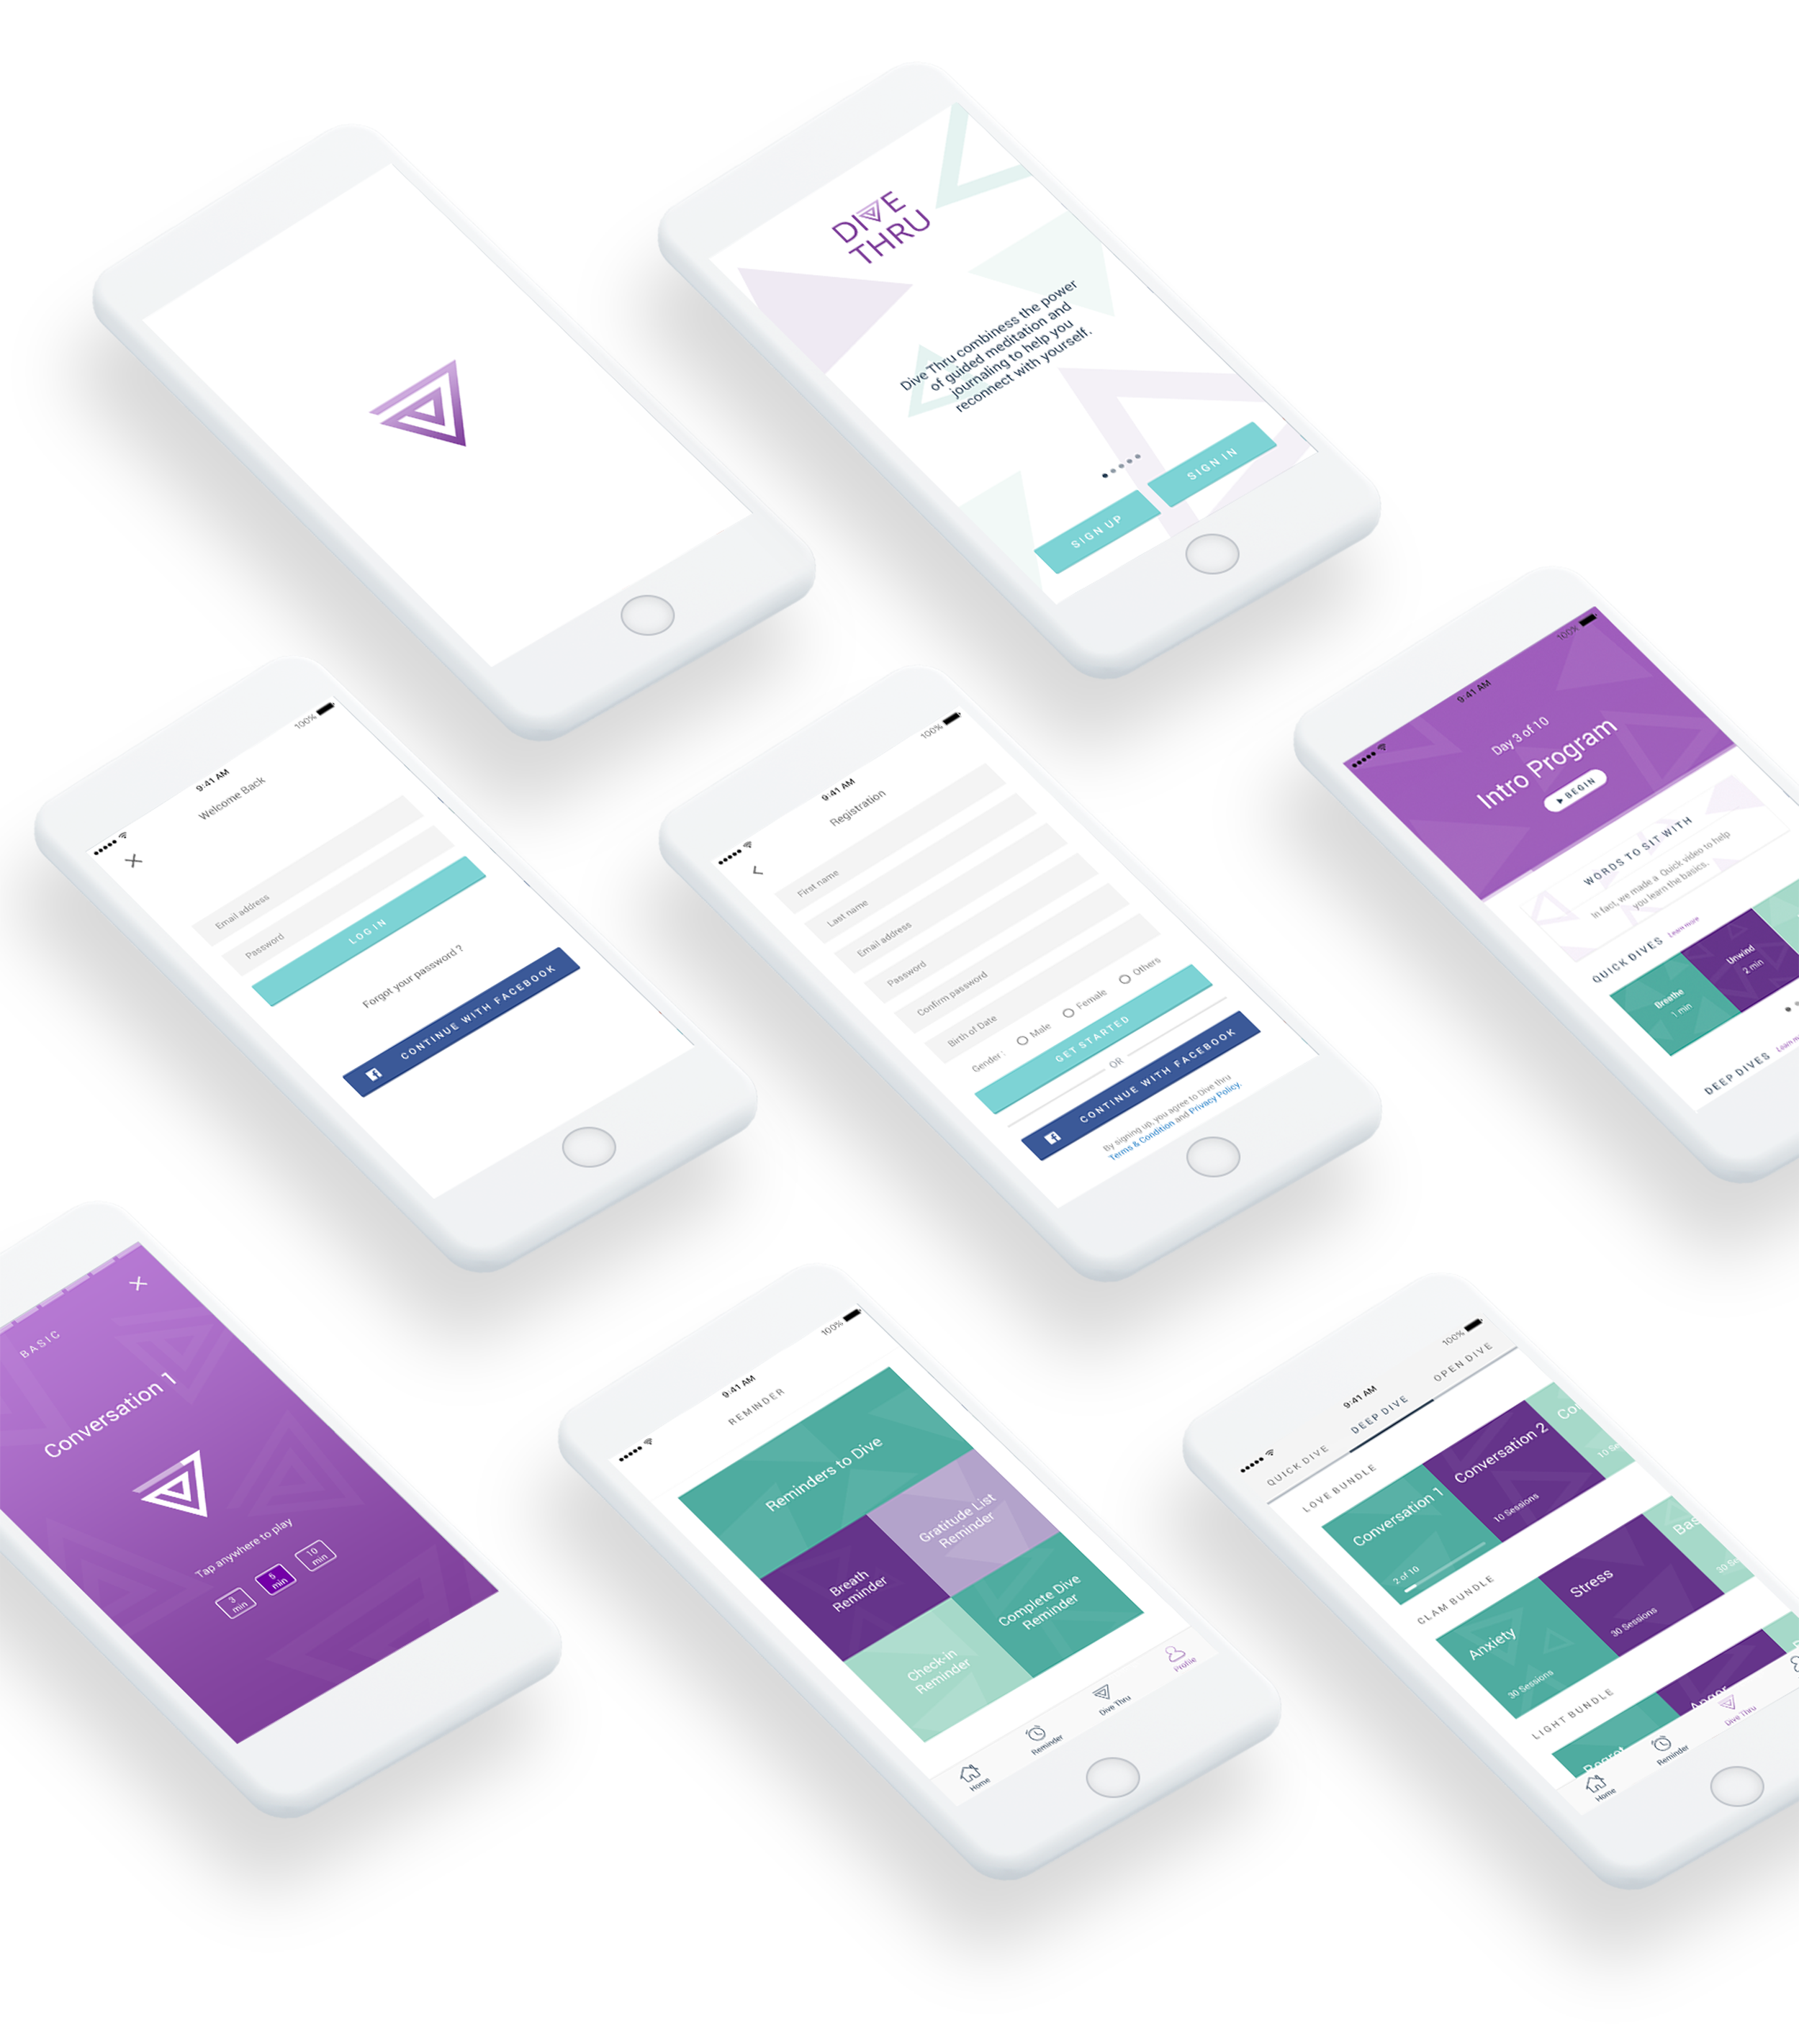 DIVE
THRU
Dive Thru combiness the power
of guided meditation and
journaling to help you
reconnect with yourself.
SIGN UP
SIGN IN
100%
9:41 AM
Welcome Back
Email address
Password
LOG IN
Forgot your password ?
CONTINUE WITH FACEBOOK
100%
9:41 AM
Registration
First name
Last name
Email address
Password
Confirm password
Birth of Date
Gender :
Male
Female
Others
GET STARTED
OR
CONTINUE WITH FACEBOOK
By signing up, you agree to Dive thru
Terms & Condition and Privacy Policy.
100%
9:41 AM
Day 3 of 10
Intro Program
BEGIN
WORDS TO SIT WITH
In fact, we made a Quick video to help
you learn the basics.
QUICK DIVES
Learn more
Breathe
1 min
Unwind
2 min
DEEP DIVES
Learn
BASIC
Conversation 1
Tap anywhere to play
3
min
5
min
10
min
100%
9:41 AM
REMINDER
Reminders to Dive
Breath
Reminder
Gratitude List
Reminder
Check-in
Reminder
Complete Dive
Reminder
Home
Reminder
Dive Thru
Profile
100%
9:41 AM
QUICK DIVE
DEEP DIVE
OPEN DIVE
LOVE BUNDLE
Conversation 1
2 of 10
Conversation 2
10 Sessions
Co
10 Se
CLAM BUNDLE
Anxiety
30 Sessions
Stress
30 Sessions
Bas
30 Se
LIGHT BUNDLE
Regret
Anger
Home
Reminder
Dive Thru